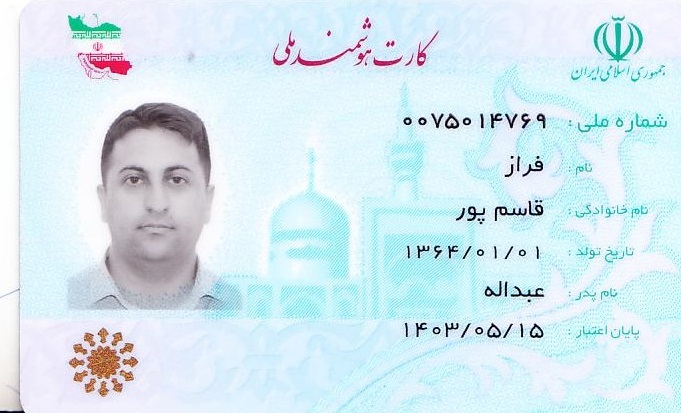 کارت هوشمند ملی
جمهوری اسلامی ایران
شماره ملی : ۰۰۷۵۰۱۴۷۶۹
نام : فراز
نام خانوادگی : قاسم پور
تاریخ تولد : ۱۳۶۴/۰۱/۰۱
نام پدر : عبداله
پایان اعتبار : ۱۴۰۳/۰۵/۱۵